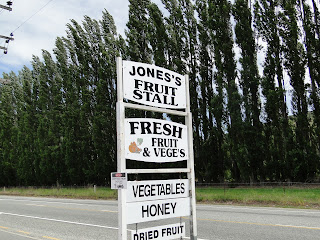 JONES'S
FRUIT
STALL
FRESH
FRUIT
& VEGE'S
VEGETABLES
HONEY
DRIED FRUIT